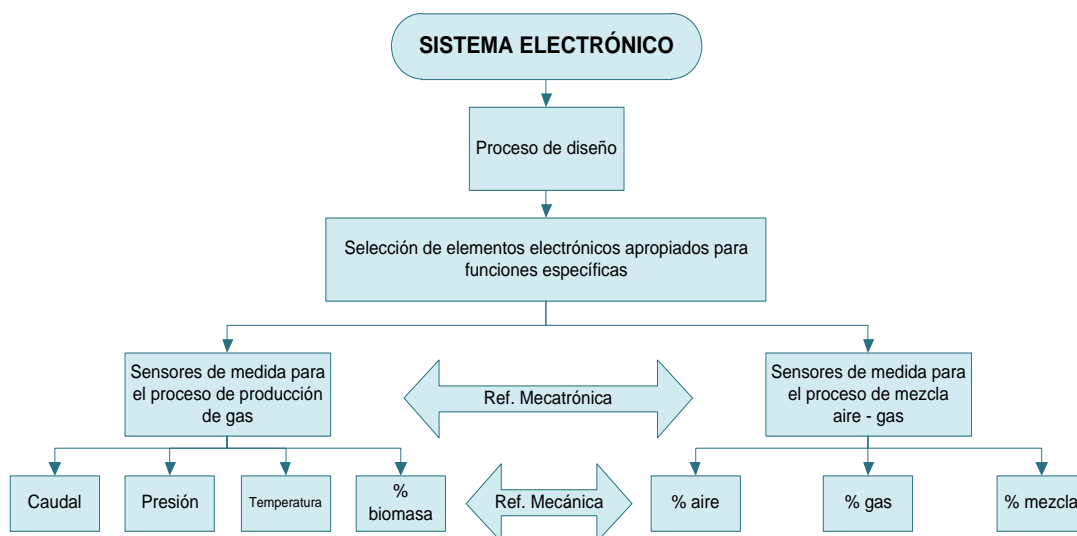 SISTEMA ELECTRÓNICO
Proceso de diseño
Selección de elementos electrónicos apropiados para
funciones específicas
Sensores de medida para
el proceso de producción
de gas
Ref. Mecatrónica
Sensores de medida para
el proceso de mezcla
aire - gas
Caudal
Presión
Temperatura
%
biomasa
Ref. Mecánica
% aire
% gas
% mezcla